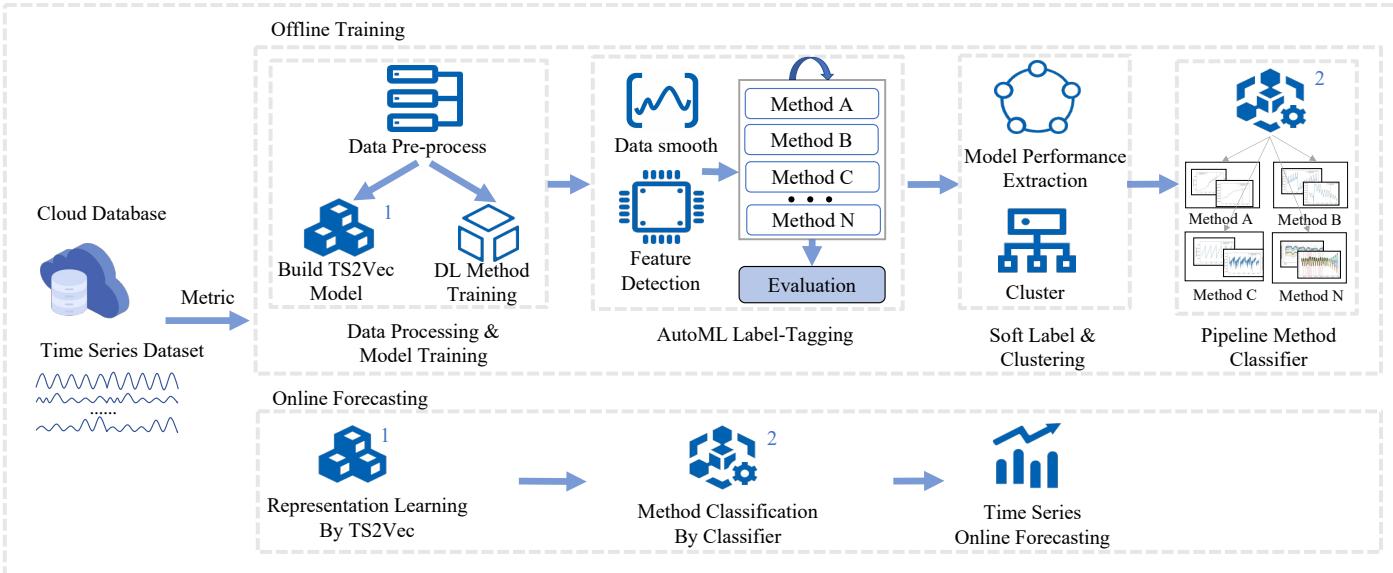 Offline Training
Cloud Database
Metric
Time Series Dataset
......
Data Pre-process
1
Build TS2Vec
Model
DL Method
Training
Data Processing &
Model Training
Data smooth
Feature
Detection
Method A
Method B
Method C
• • •
Method N
Evaluation
AutoML Label-Tagging
Model Performance
Extraction
Cluster
Soft Label &
Clustering
2
Method A
Method B
Method C
Method N
Pipeline Method
Classifier
Online Forecasting
1
Representation Learning
By TS2Vec
2
Method Classification
By Classifier
Time Series
Online Forecasting